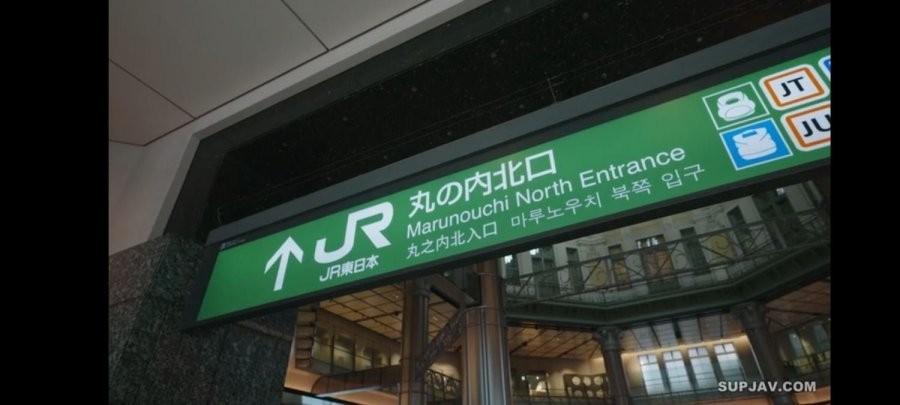 JR
JR東日本
丸の内北口
Marunouchi North Entrance
丸之内北入口 마루노우치 북쪽 입구
JT
JU
SUPJAV.COM